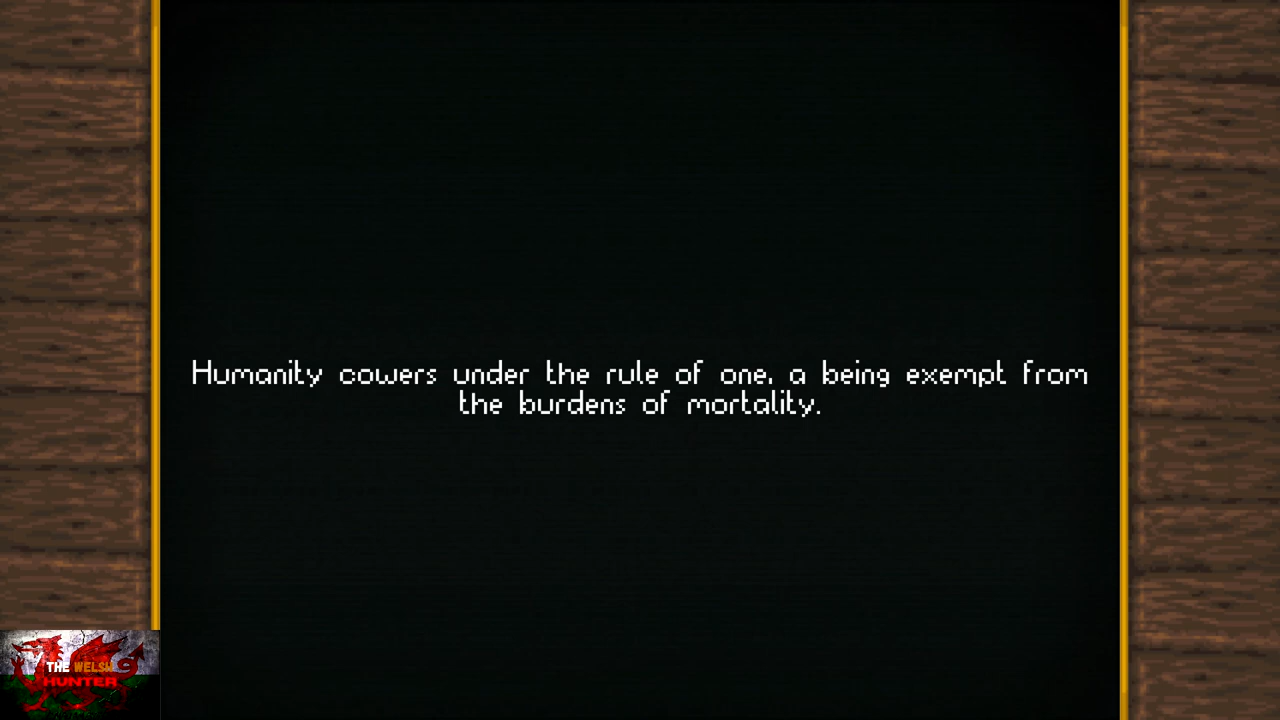 Humanity cowers under the rule of one, a being exempt from
the burdens of mortality.
THE WELSH
HUNTER